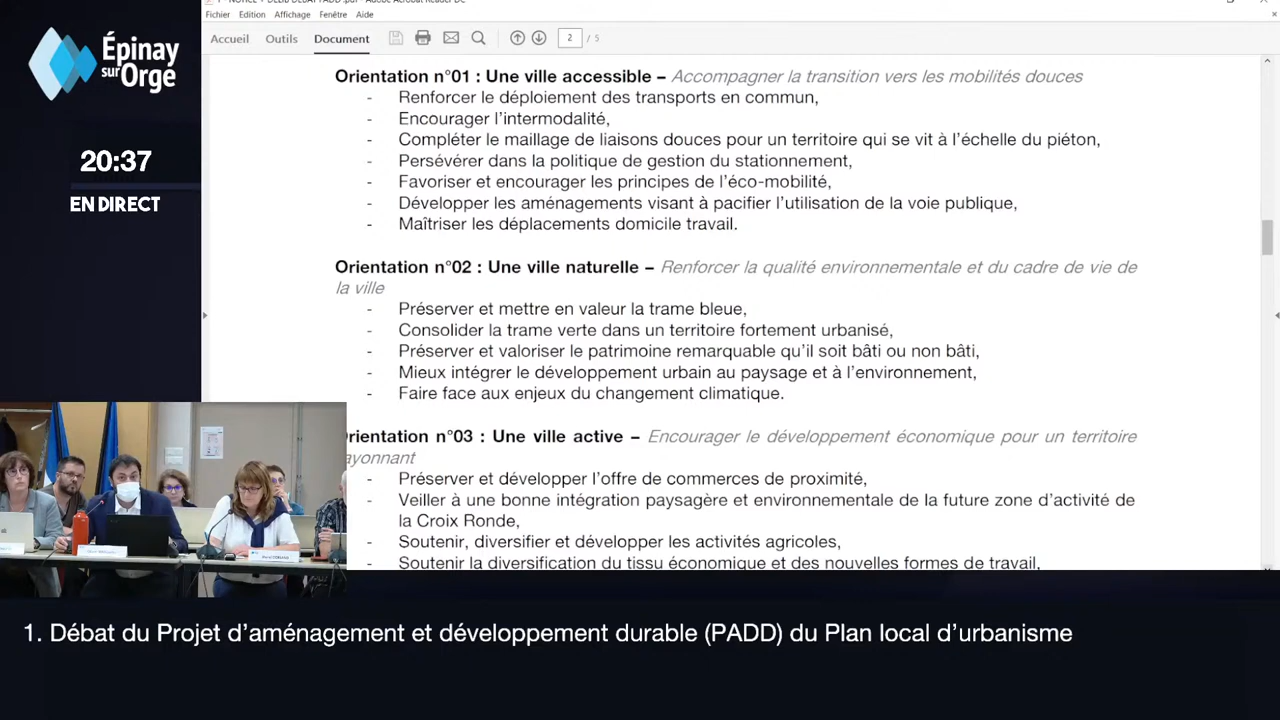 1 - NOTICE + DELIB DEBAT PADD .pdf - Adobe Acrobat Reader DC
Fichier Edition Affichage Fenêtre Aide
Accueil Outils Document 2 / 5
Épinay
sur
Orge
20:37
EN DIRECT
Orientation n°01 : Une ville accessible – Accompagner la transition vers les mobilités douces
- Renforcer le déploiement des transports en commun,
- Encourager l'intermodalité,
- Compléter le maillage de liaisons douces pour un territoire qui se vit à l'échelle du piéton,
- Persévérer dans la politique de gestion du stationnement,
- Favoriser et encourager les principes de l'éco-mobilité,
- Développer les aménagements visant à pacifier l'utilisation de la voie publique,
- Maîtriser les déplacements domicile travail.
Orientation n°02 : Une ville naturelle – Renforcer la qualité environnementale et du cadre de vie de
la ville
- Préserver et mettre en valeur la trame bleue,
- Consolider la trame verte dans un territoire fortement urbanisé,
- Préserver et valoriser le patrimoine remarquable qu'il soit bâti ou non bâti,
- Mieux intégrer le développement urbain au paysage et à l'environnement,
- Faire face aux enjeux du changement climatique.
rientation n°03 : Une ville active – Encourager le développement économique pour un territoire
ayonnant
- Préserver et développer l'offre de commerces de proximité,
- Veiller à une bonne intégration paysagère et environnementale de la future zone d'activité de
la Croix Ronde,
- Soutenir, diversifier et développer les activités agricoles,
- Soutenir la diversification du tissu économique et des nouvelles formes de travail,
1. Débat du Projet d'aménagement et développement durable (PADD) du Plan local d'urbanisme